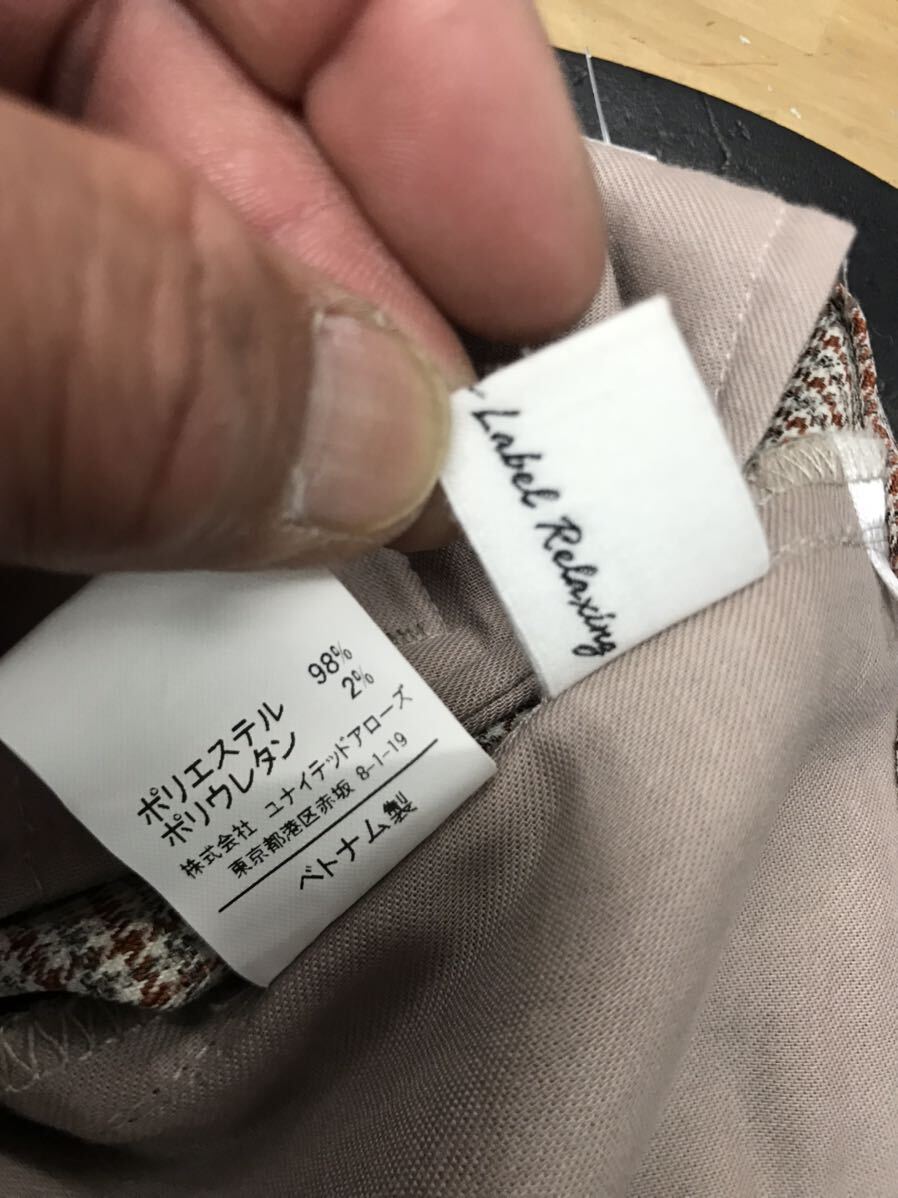 Label Relaxing
ポリエステル 98%
ポリウレタン 2%
株式会社 ユナイテッドアローズ
東京都港区赤坂 8-1-19
ベトナム製